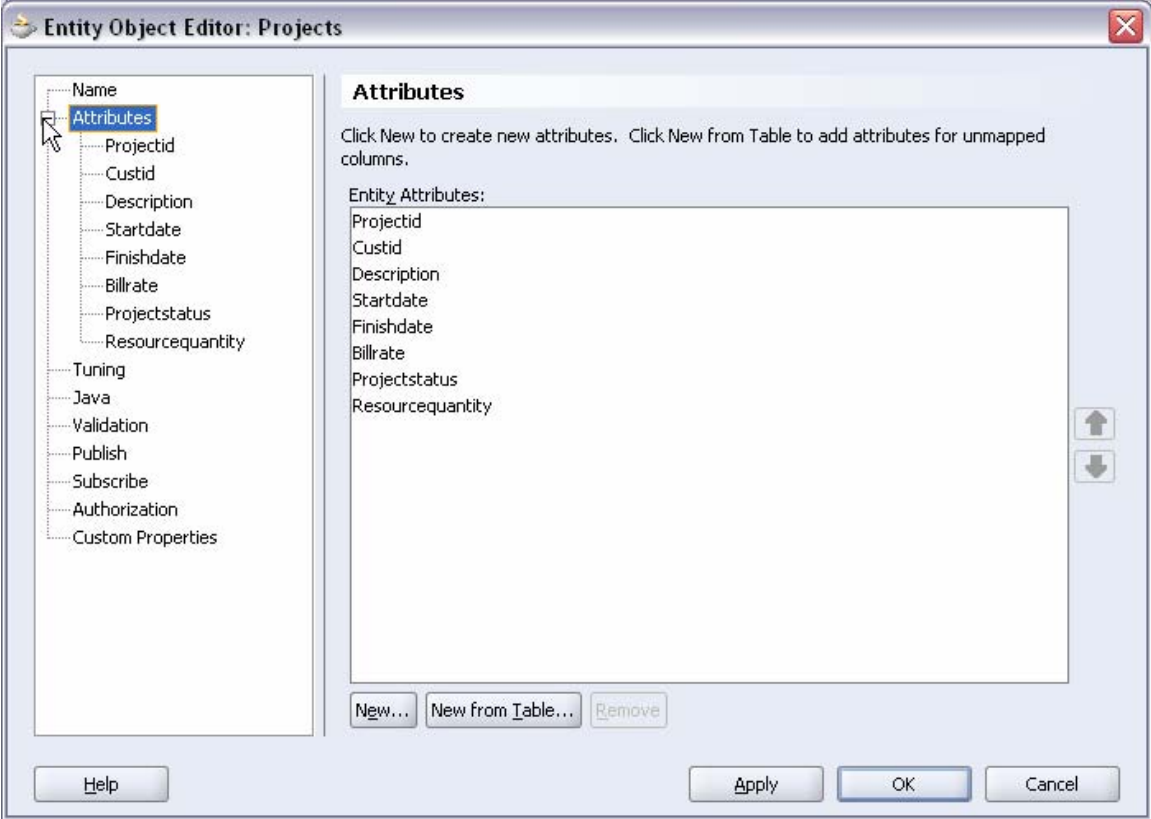 Entity Object Editor: Projects
Name
Attributes
Projectid
Custid
Description
Startdate
Finishdate
Billrate
Projectstatus
Resourcequantity
Tuning
Java
Validation
Publish
Subscribe
Authorization
Custom Properties
Attributes
Click New to create new attributes. Click New from Table to add attributes for unmapped
columns.
Entity Attributes:
Projectid
Custid
Description
Startdate
Finishdate
Billrate
Projectstatus
Resourcequantity
New... New from Table... Remove
Help Apply OK Cancel